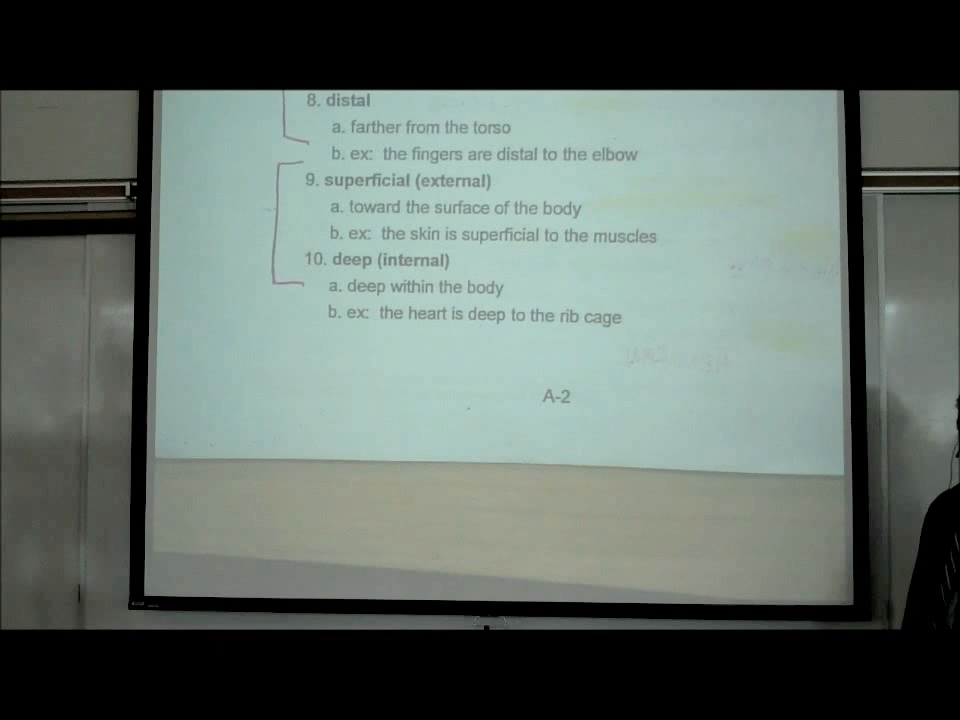 8. distal
a. farther from the torso
b. ex: the fingers are distal to the elbow
9. superficial (external)
a. toward the surface of the body
b. ex: the skin is superficial to the muscles
10. deep (internal)
a. deep within the body
b. ex: the heart is deep to the rib cage
A-2